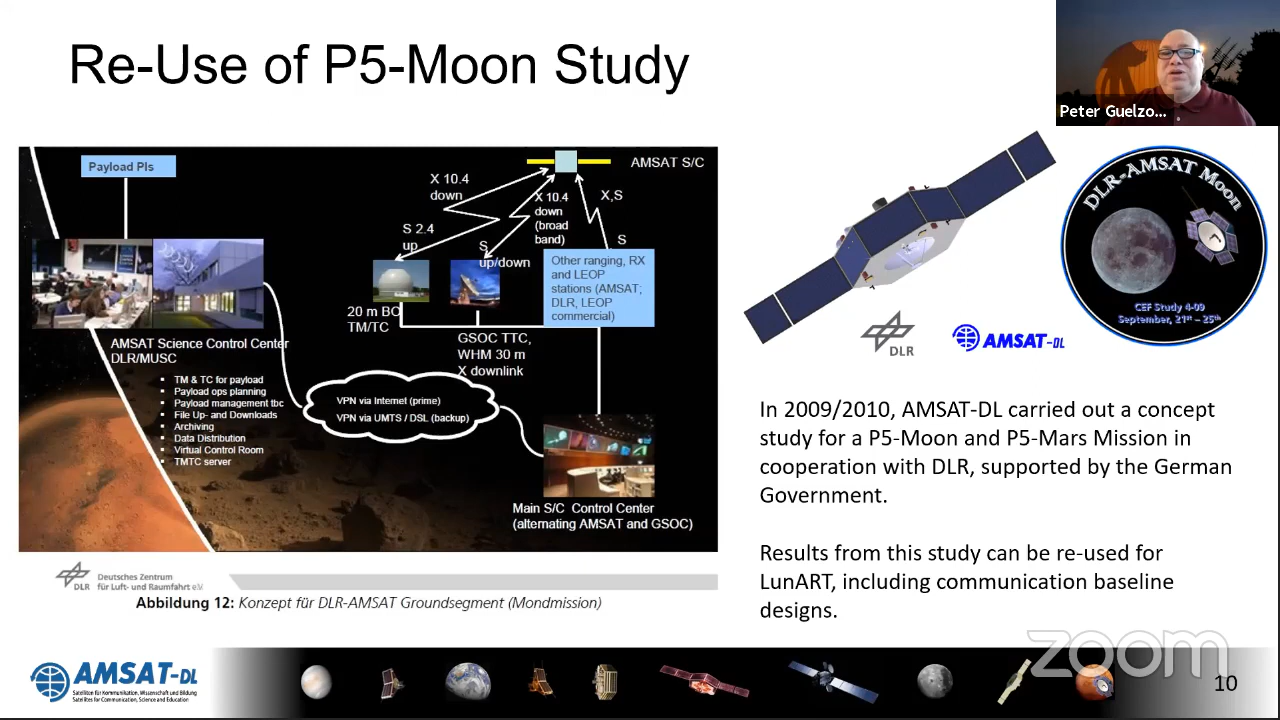 Re-Use of P5-Moon Study
Peter Guelzo...
Payload PIs
AMSAT S/C
X 10.4
down
X 10.4
down
(broad
band)
X,S
S 2.4
up
S
up/down
S
Other ranging, RX
and LEOP
stations (AMSAT;
DLR, LEOP
commercial)
20 m BO
TM/TC
GSOC TTC,
WHM 30 m
X downlink
AMSAT Science Control Center
DLR/MUSC
▪ TM & TC for payload
▪ Payload ops planning
▪ Payload management tbc
▪ File Up- and Downloads
▪ Archiving
▪ Data Distribution
▪ Virtual Control Room
▪ TMTC server
VPN via Internet (prime)
VPN via UMTS / DSL (backup)
Main S/C Control Center
(alternating AMSAT and GSOC)
DLR
Deutsches Zentrum
für Luft- und Raumfahrt e.V.
Abbildung 12: Konzept für DLR-AMSAT Groundsegment (Mondmission)
DLR
AMSAT-DL
DLR-AMSAT Moon
CEF Study 4-09
September, 21st – 25th
In 2009/2010, AMSAT-DL carried out a concept
study for a P5-Moon and P5-Mars Mission in
cooperation with DLR, supported by the German
Government.
Results from this study can be re-used for
LunART, including communication baseline
designs.
zoom
AMSAT-DL
Satelliten für Kommunikation, Wissenschaft und Bildung
Satellites for Communication, Science and Education
10